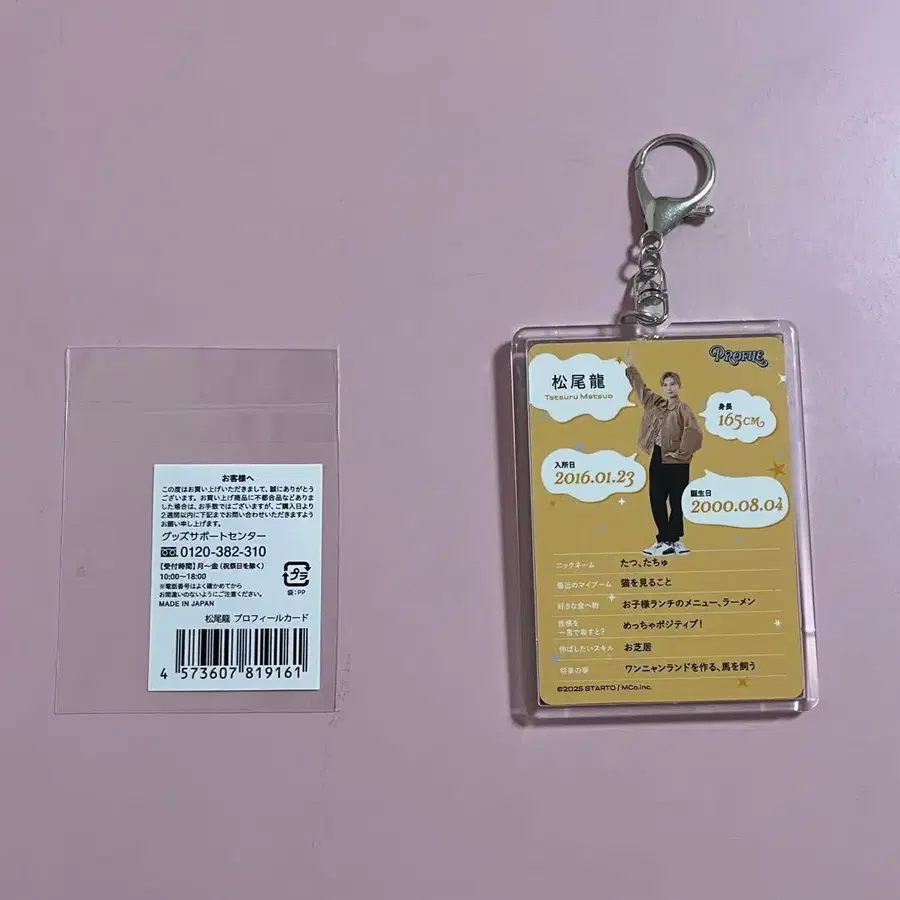 お客様へ
この度はお買い上げいただきまして、誠にありがとう
ございます。お買い上げ商品に不都合品などありま
した場合は、お手数ではございますが、ご購入日より
2週間以内に下記までお問い合わせいただきますよう
お願い申し上げます。
グッズサポートセンター
0120-382-310
【受付時間】月〜金(祝祭日を除く)
10:00〜18:00
※電話番号はよく確かめてから
お間違いのないようにご注意ください。
MADE IN JAPAN
プラ
袋:PP
松尾龍 プロフィールカード
4 573607 819161
PROFILE
松尾龍
Tatsuru Matsuo
身長
165CM
入所日
2016.01.23
誕生日
2000.08.04
ニックネーム たつ、たちゅ
最近のマイブーム 猫を見ること
好きな食べ物 お子様ランチのメニュー、ラーメン
性格を
一言で表すと? めっちゃポジティブ!
伸ばしたいスキル お芝居
将来の夢 ワンニャンランドを作る、馬を飼う
©2025 STARTO / MCo.inc.